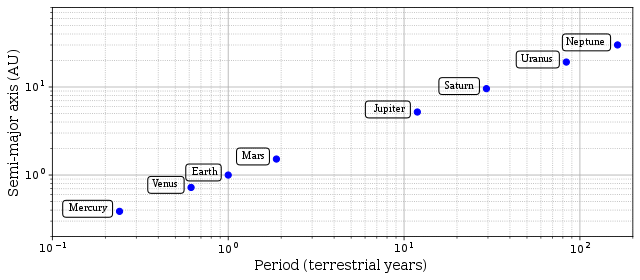 Neptune
Uranus
Saturn
Jupiter
Mars
Earth
Venus
Mercury
Semi-major axis (AU)
10¹
10⁰
10⁻¹ 10⁰ 10¹ 10²
Period (terrestrial years)